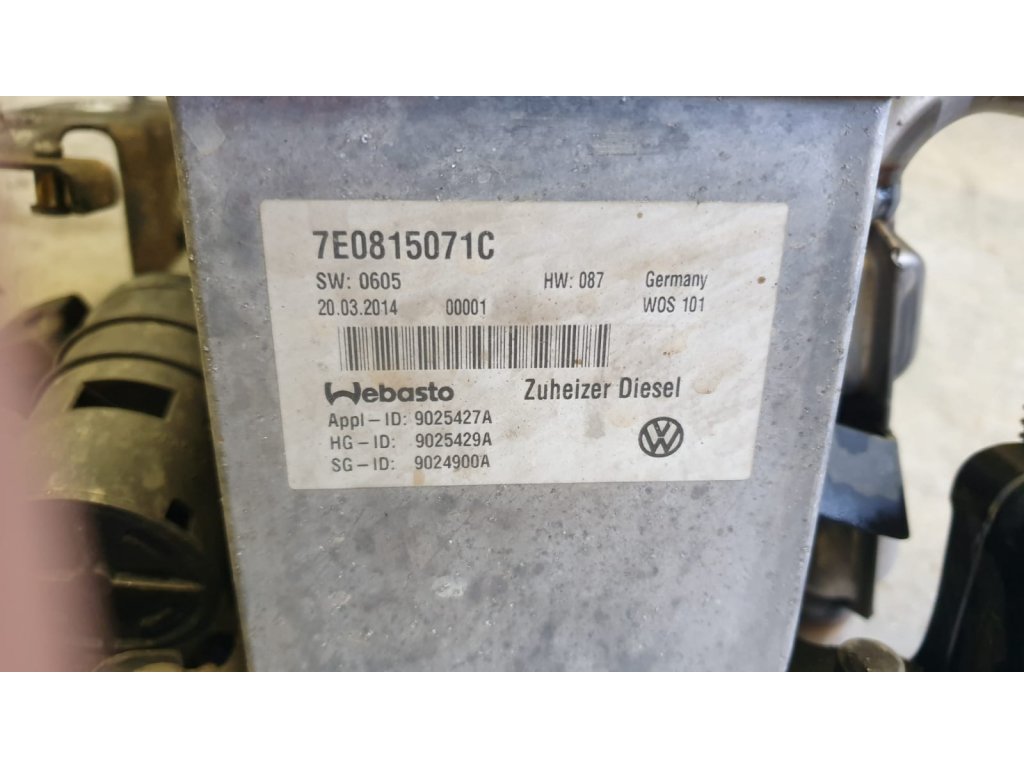 7E0815071C
SW: 0605 HW: 087 Germany
20.03.2014 00001 WOS 101
Webasto Zuheizer Diesel
Appl-ID: 9025427A
HG-ID: 9025429A
SG-ID: 9024900A